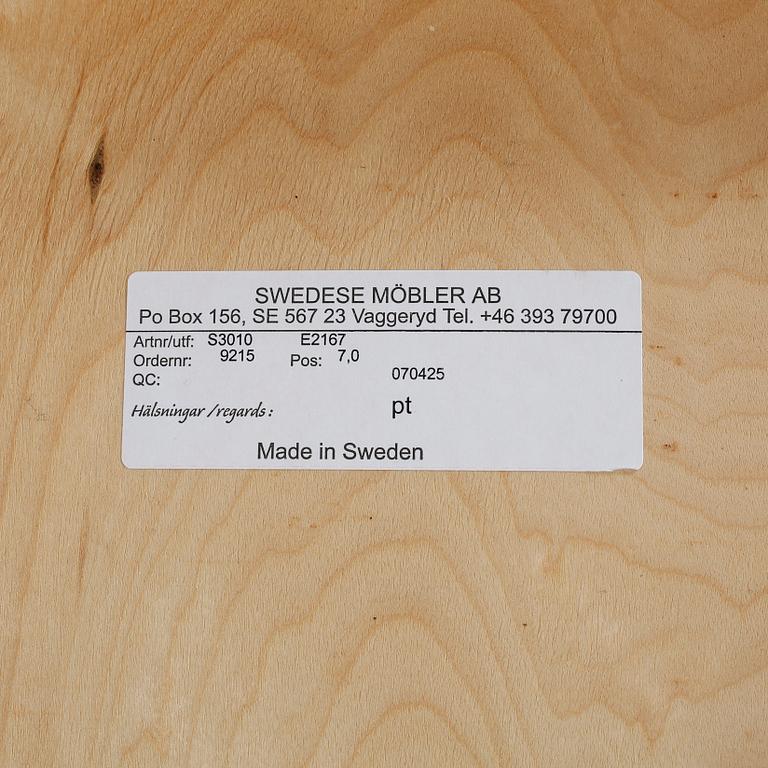 SWEDESE MÖBLER AB
Po Box 156, SE 567 23 Vaggeryd Tel. +46 393 79700
Artnr/utf: S3010 E2167
Ordernr: 9215 Pos: 7,0
QC: 070425
Hälsningar /regards : pt
Made in Sweden